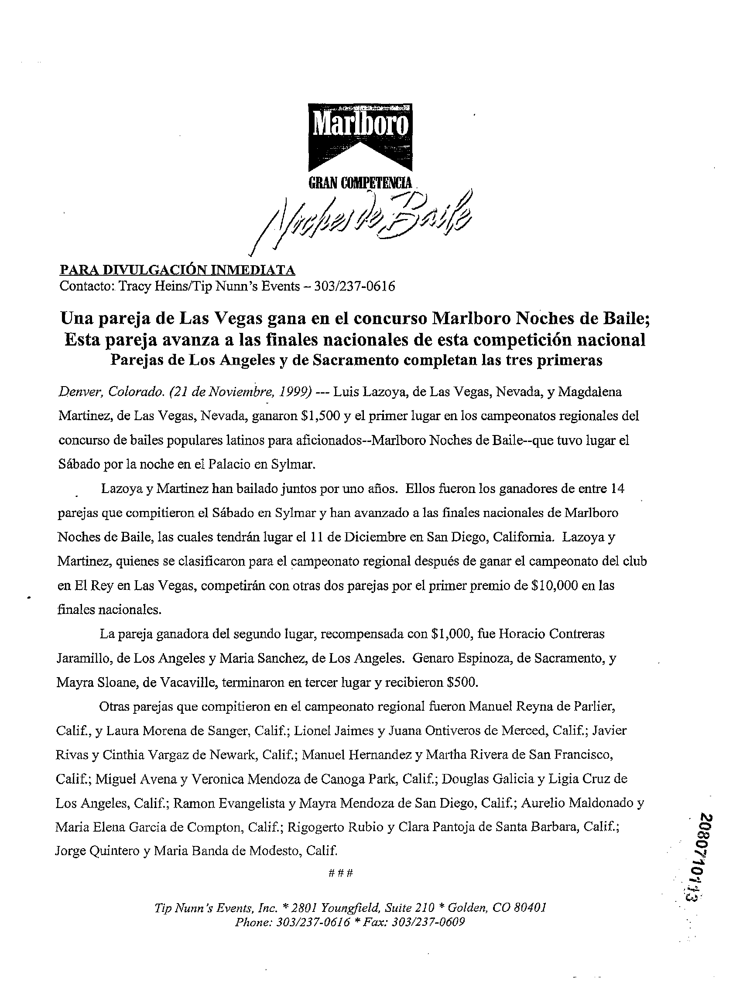 Marlboro
GRAN COMPETENCIA
Noches de Baile
PARA DIVULGACIÓN INMEDIATA
Contacto: Tracy Heins/Tip Nunn's Events – 303/237-0616
Una pareja de Las Vegas gana en el concurso Marlboro Noches de Baile;
Esta pareja avanza a las finales nacionales de esta competición nacional
Parejas de Los Angeles y de Sacramento completan las tres primeras
Denver, Colorado. (21 de Noviembre, 1999) --- Luis Lazoya, de Las Vegas, Nevada, y Magdalena
Martinez, de Las Vegas, Nevada, ganaron $1,500 y el primer lugar en los campeonatos regionales del
concurso de bailes populares latinos para aficionados--Marlboro Noches de Baile--que tuvo lugar el
Sábado por la noche en el Palacio en Sylmar.
Lazoya y Martinez han bailado juntos por uno años. Ellos fueron los ganadores de entre 14
parejas que compitieron el Sábado en Sylmar y han avanzado a las finales nacionales de Marlboro
Noches de Baile, las cuales tendrán lugar el 11 de Diciembre en San Diego, California. Lazoya y
Martinez, quienes se clasificaron para el campeonato regional después de ganar el campeonato del club
en El Rey en Las Vegas, competirán con otras dos parejas por el primer premio de $10,000 en las
finales nacionales.
La pareja ganadora del segundo lugar, recompensada con $1,000, fue Horacio Contreras
Jaramillo, de Los Angeles y Maria Sanchez, de Los Angeles. Genaro Espinoza, de Sacramento, y
Mayra Sloane, de Vacaville, terminaron en tercer lugar y recibieron $500.
Otras parejas que compitieron en el campeonato regional fueron Manuel Reyna de Parlier,
Calif., y Laura Morena de Sanger, Calif.; Lionel Jaimes y Juana Ontiveros de Merced, Calif.; Javier
Rivas y Cinthia Vargaz de Newark, Calif.; Manuel Hernandez y Martha Rivera de San Francisco,
Calif.; Miguel Avena y Veronica Mendoza de Canoga Park, Calif.; Douglas Galicia y Ligia Cruz de
Los Angeles, Calif.; Ramon Evangelista y Mayra Mendoza de San Diego, Calif.; Aurelio Maldonado y
Maria Elena Garcia de Compton, Calif.; Rigogerto Rubio y Clara Pantoja de Santa Barbara, Calif.;
Jorge Quintero y Maria Banda de Modesto, Calif.
# # #
Tip Nunn's Events, Inc. * 2801 Youngfield, Suite 210 * Golden, CO 80401
Phone: 303/237-0616 * Fax: 303/237-0609
2080710113